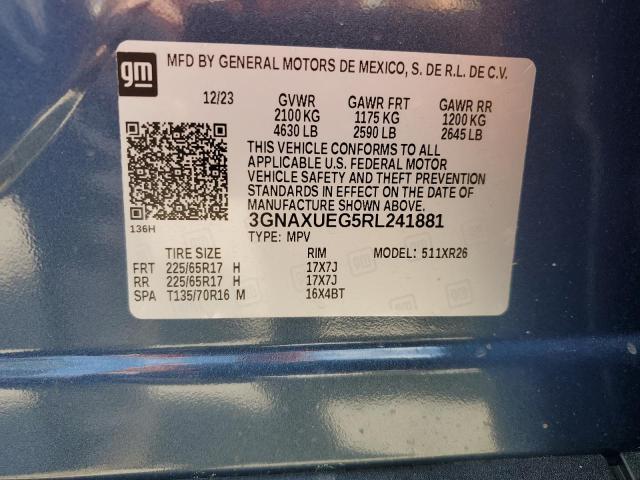 gm MFD BY GENERAL MOTORS DE MEXICO, S. DE R.L. DE C.V.
12/23 GVWR GAWR FRT GAWR RR
2100 KG 1175 KG 1200 KG
4630 LB 2590 LB 2645 LB
THIS VEHICLE CONFORMS TO ALL
APPLICABLE U.S. FEDERAL MOTOR
VEHICLE SAFETY AND THEFT PREVENTION
STANDARDS IN EFFECT ON THE DATE OF
MANUFACTURE SHOWN ABOVE.
3GNAXUEG5RL241881
136H
TYPE: MPV
TIRE SIZE RIM MODEL: 511XR26
FRT 225/65R17 H 17X7J
RR 225/65R17 H 17X7J
SPA T135/70R16 M 16X4BT